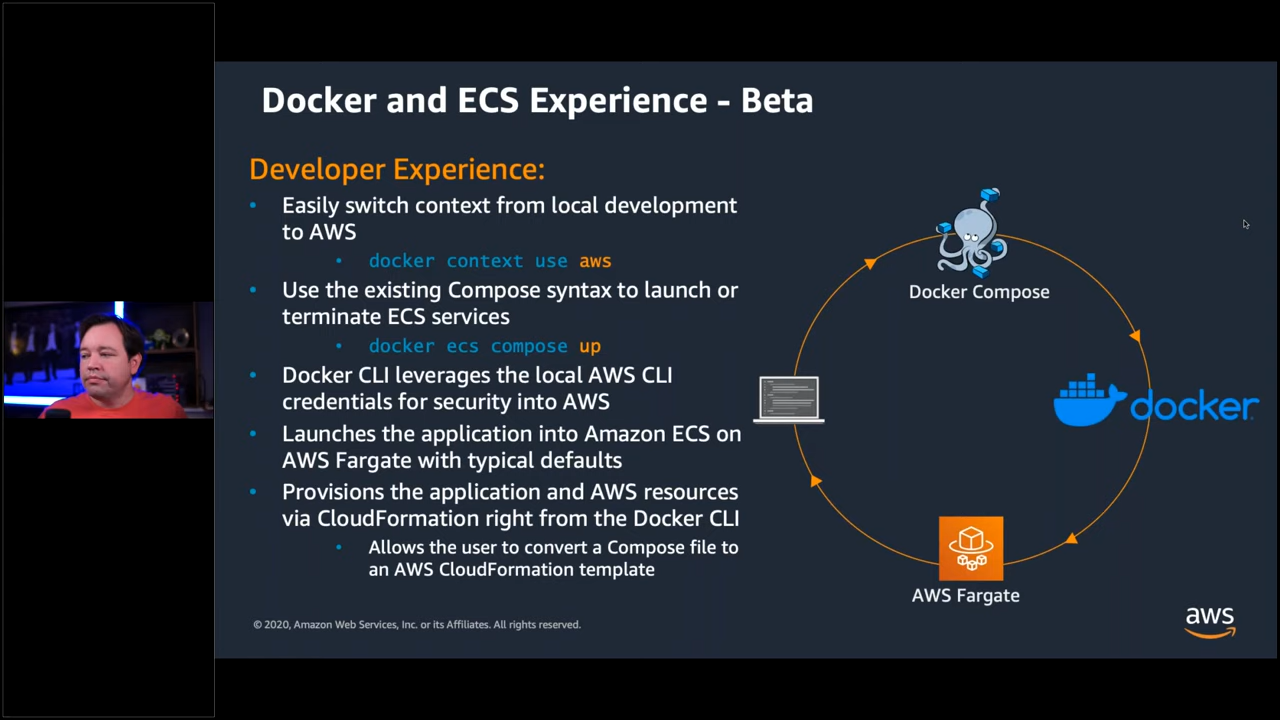 Docker and ECS Experience - Beta
Developer Experience:
• Easily switch context from local development
to AWS
• docker context use aws
• Use the existing Compose syntax to launch or
terminate ECS services
• docker ecs compose up
• Docker CLI leverages the local AWS CLI
credentials for security into AWS
• Launches the application into Amazon ECS on
AWS Fargate with typical defaults
• Provisions the application and AWS resources
via CloudFormation right from the Docker CLI
• Allows the user to convert a Compose file to
an AWS CloudFormation template
Docker Compose
docker
AWS Fargate
© 2020, Amazon Web Services, Inc. or its Affiliates. All rights reserved.
aws